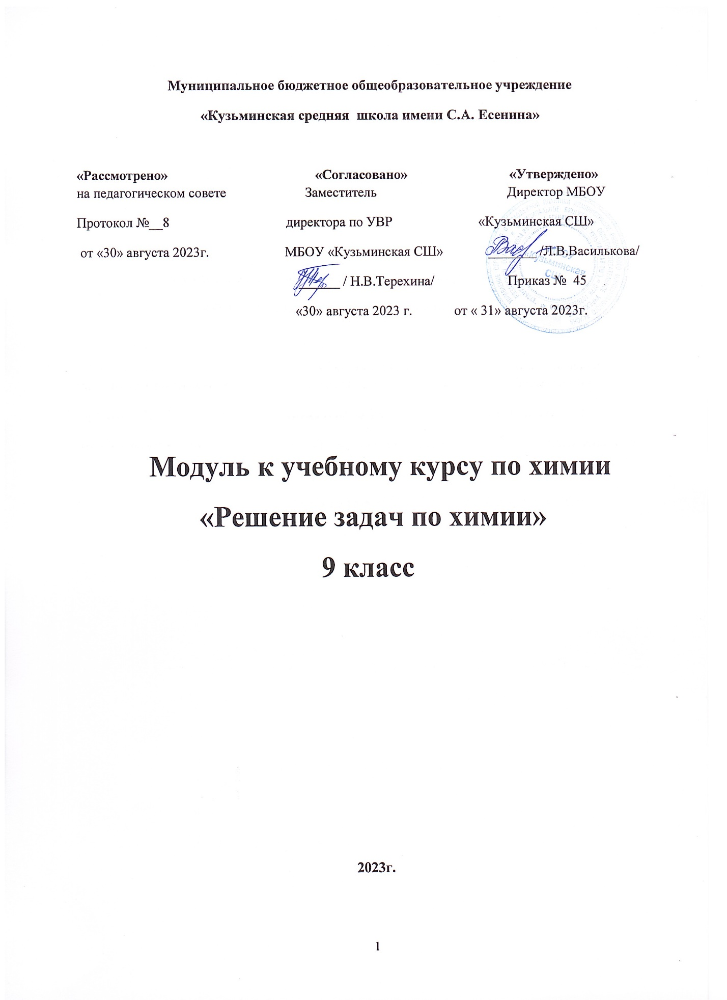 Муниципальное бюджетное общеобразовательное учреждение
«Кузьминская средняя  школа имени С.А. Есенина»
«Рассмотрено» «Согласовано» «Утверждено»
на педагогическом совете Заместитель Директор МБОУ
Протокол №__8 директора по УВР «Кузьминская СШ»
от «30» августа 2023г. МБОУ «Кузьминская СШ» _______/Л.В.Василькова/
______ / Н.В.Терехина/ Приказ №  45
«30» августа 2023 г. от « 31» августа 2023г.
«Кузьминская
СШ»
Модуль к учебному курсу по химии
«Решение задач по химии»
9 класс
2023г.
1